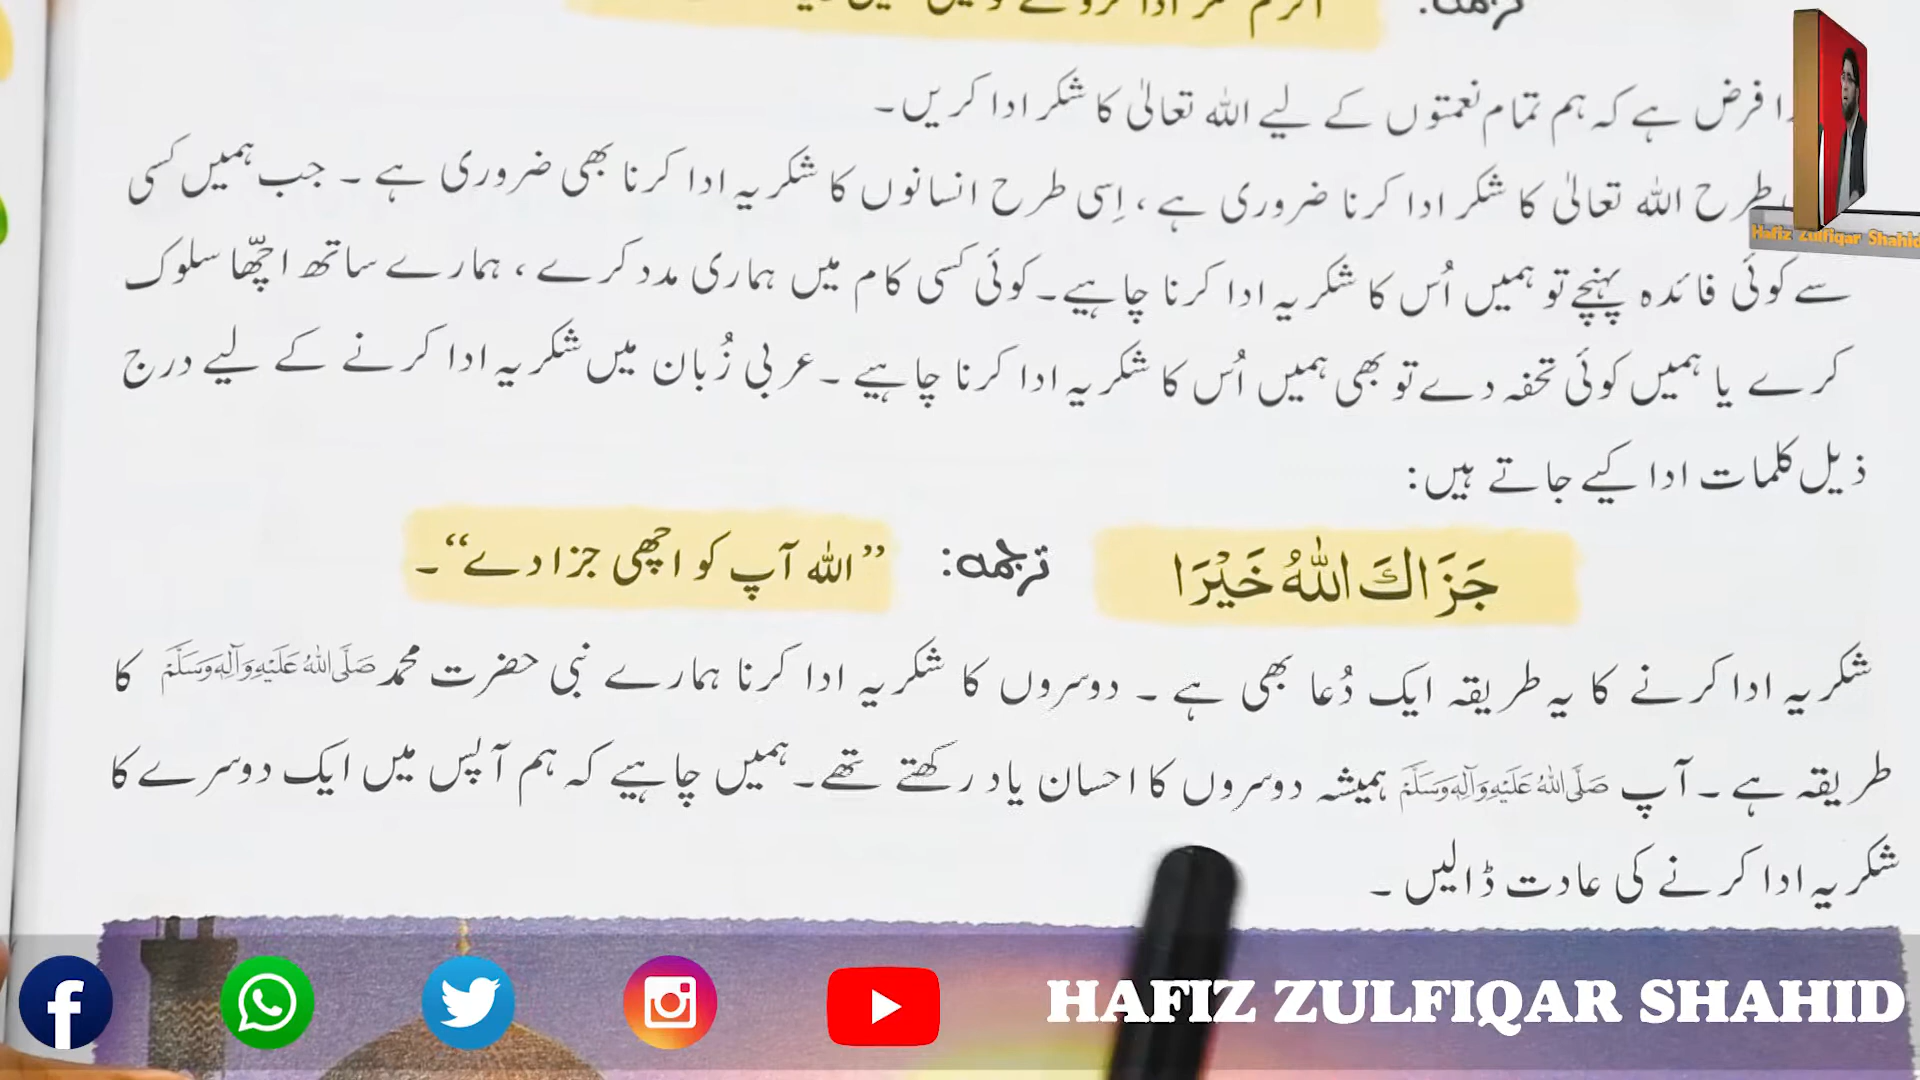 ترجمہ:
فرض ہے کہ ہم تمام نعمتوں کے لیے اللہ تعالیٰ کا شکر ادا کریں۔
طرح اللہ تعالیٰ کا شکر ادا کرنا ضروری ہے، اِسی طرح انسانوں کا شکریہ ادا کرنا بھی ضروری ہے ۔ جب ہمیں کسی
Hafiz Zulfiqar Shahid
سے کوئی فائدہ پہنچے تو ہمیں اُس کا شکریہ ادا کرنا چاہیے۔ کوئی کسی کام میں ہماری مدد کرے، ہمارے ساتھ اچھّا سلوک
کرے یا ہمیں کوئی تحفہ دے تو بھی ہمیں اُس کا شکریہ ادا کرنا چاہیے ۔ عربی زُبان میں شکریہ ادا کرنے کے لیے درج
ذیل کلمات ادا کیے جاتے ہیں:
جَزَاكَ اللّٰهُ خَيْرَا ترجمہ: ”اللہ آپ کو اچھی جزا دے“۔
شکریہ ادا کرنے کا یہ طریقہ ایک دُعا بھی ہے ۔ دوسروں کا شکریہ ادا کرنا ہمارے نبی حضرت محمد صَلَّى اللهُ عَلَيْهِ وَآلِهٖ وَسَلَّمَ کا
طریقہ ہے ۔ آپ صَلَّى اللهُ عَلَيْهِ وَآلِهٖ وَسَلَّمَ ہمیشہ دوسروں کا احسان یاد رکھتے تھے۔ ہمیں چاہیے کہ ہم آپس میں ایک دوسرے کا
شکریہ ادا کرنے کی عادت ڈالیں ۔
HAFIZ ZULFIQAR SHAHID